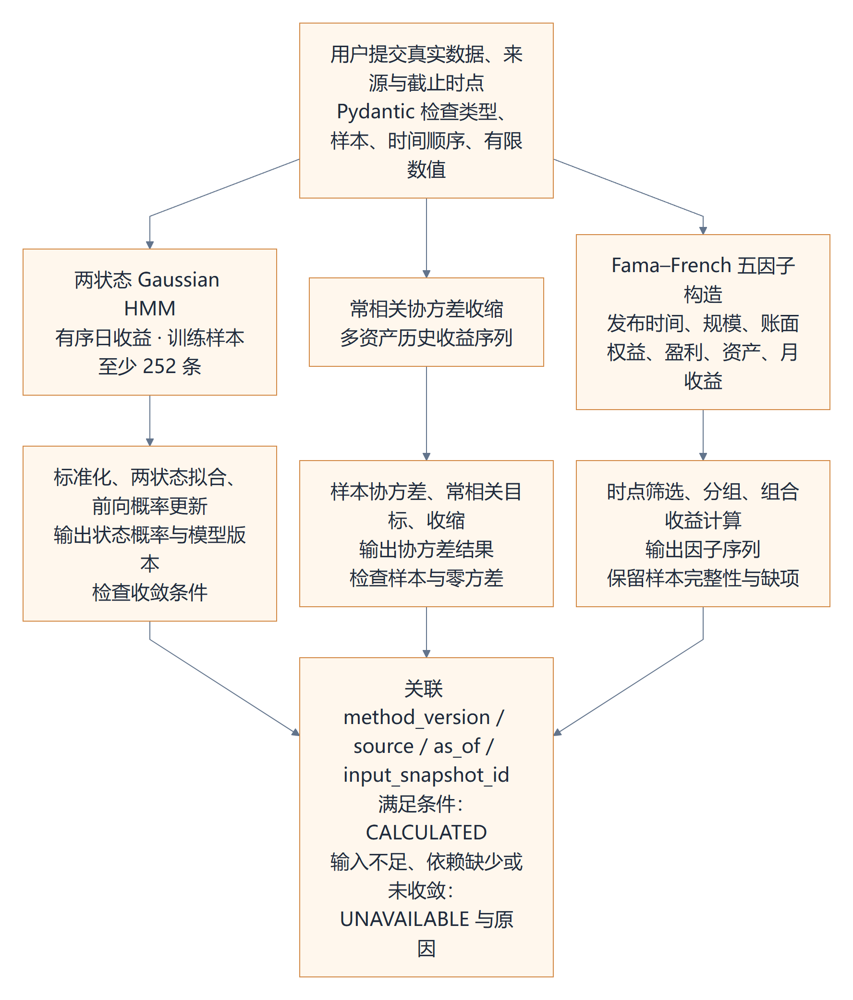 用户提交真实数据、来
源与截止时点
Pydantic 检查类型、
样本、时间顺序、有限
数值
两状态 Gaussian
HMM
有序日收益 · 训练样本
至少 252 条
常相关协方差收缩
多资产历史收益序列
Fama–French 五因子
构造
发布时间、规模、账面
权益、盈利、资产、月
收益
标准化、两状态拟合、
前向概率更新
输出状态概率与模型版
本
检查收敛条件
样本协方差、常相关目
标、收缩
输出协方差结果
检查样本与零方差
时点筛选、分组、组合
收益计算
输出因子序列
保留样本完整性与缺项
关联
method_version /
source / as_of /
input_snapshot_id
满足条件：
CALCULATED
输入不足、依赖缺少或
未收敛：
UNAVAILABLE 与原
因